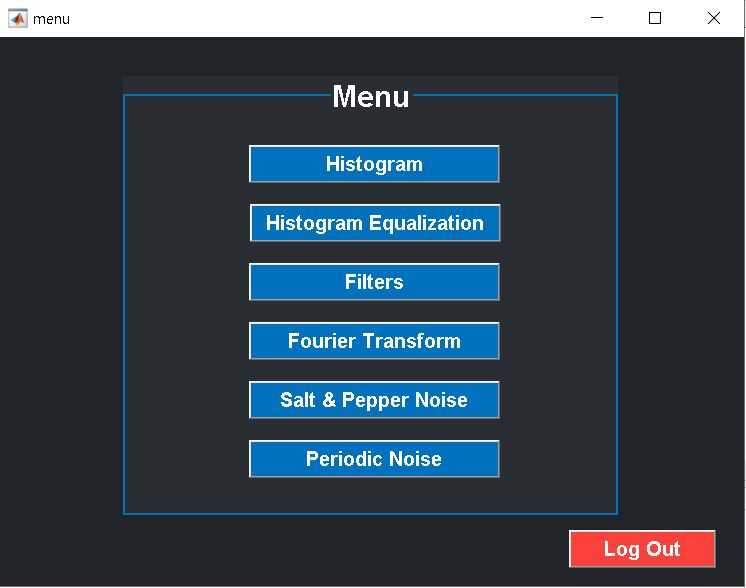 menu
Menu
Histogram
Histogram Equalization
Filters
Fourier Transform
Salt & Pepper Noise
Periodic Noise
Log Out